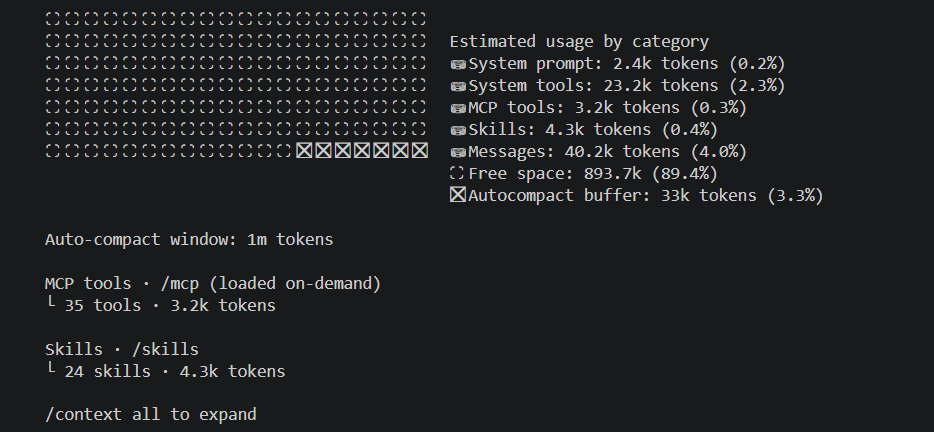 Estimated usage by category
System prompt: 2.4k tokens (0.2%)
System tools: 23.2k tokens (2.3%)
MCP tools: 3.2k tokens (0.3%)
Skills: 4.3k tokens (0.4%)
Messages: 40.2k tokens (4.0%)
Free space: 893.7k (89.4%)
Autocompact buffer: 33k tokens (3.3%)
Auto-compact window: 1m tokens
MCP tools · /mcp (loaded on-demand)
└ 35 tools · 3.2k tokens
Skills · /skills
└ 24 skills · 4.3k tokens
/context all to expand